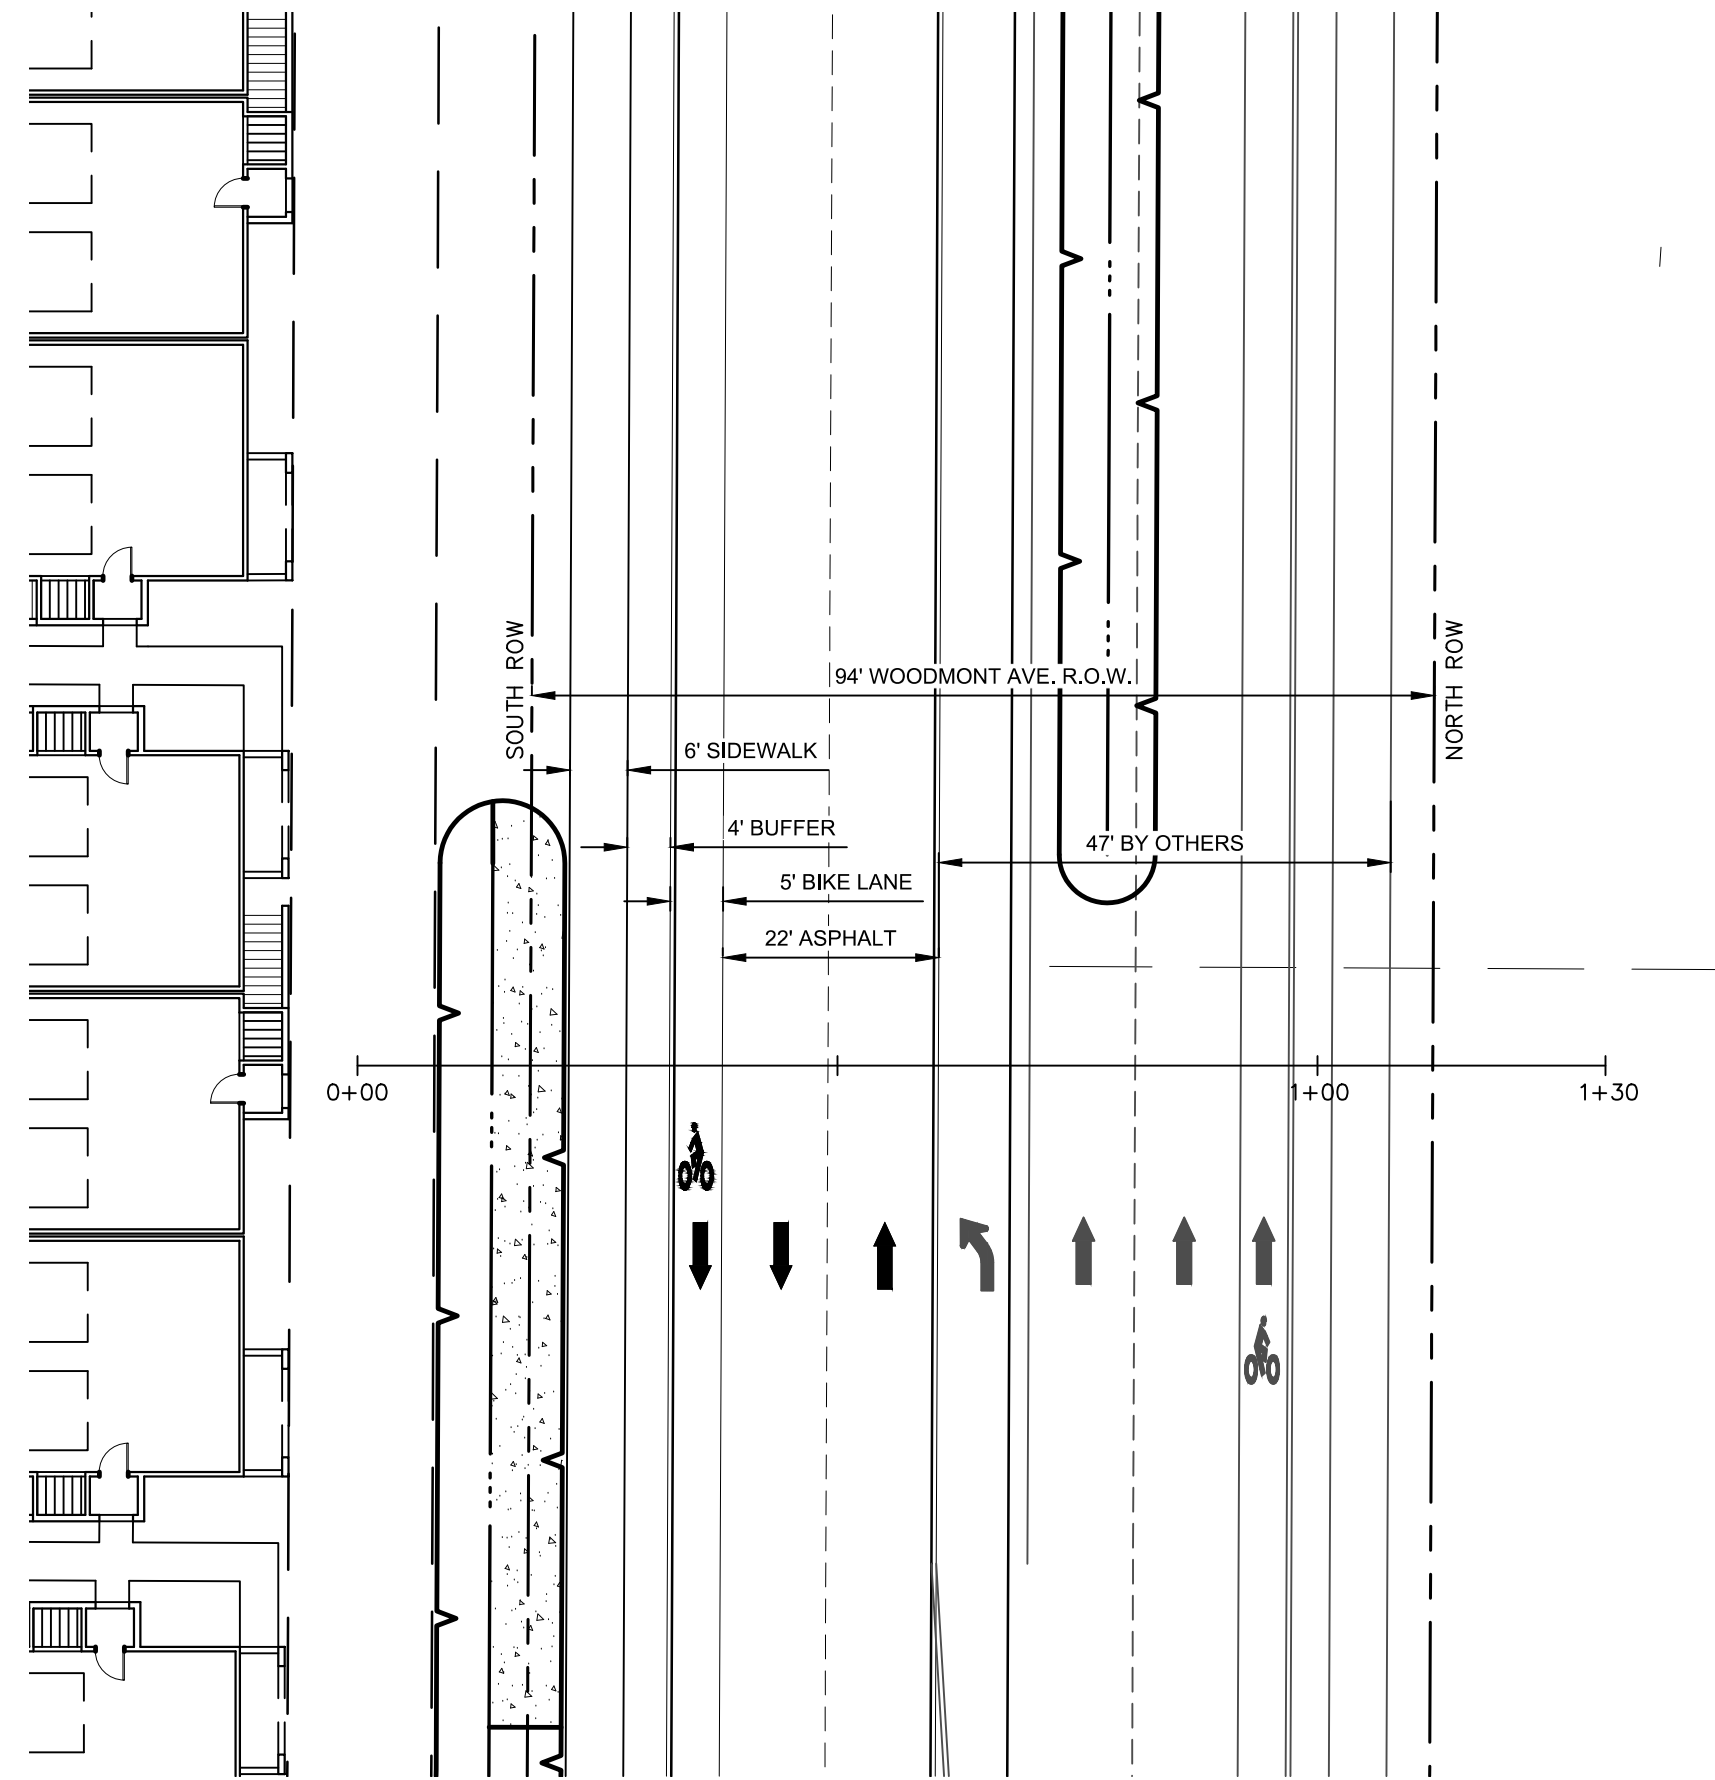 SOUTH ROW
NORTH ROW
94' WOODMONT AVE. R.O.W.
6' SIDEWALK
4' BUFFER
47' BY OTHERS
5' BIKE LANE
22' ASPHALT
0+00
1+00
1+30